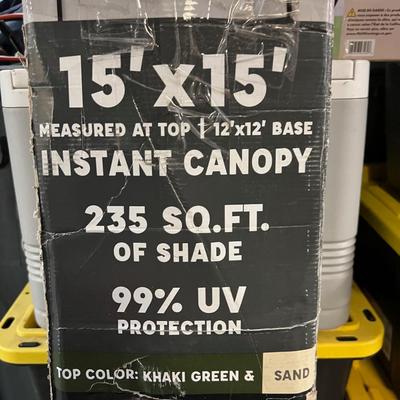 15'x15'
MEASURED AT TOP | 12'x12' BASE
INSTANT CANOPY
235 SQ.FT.
OF SHADE
99% UV
PROTECTION
TOP COLOR: KHAKI GREEN & SAND